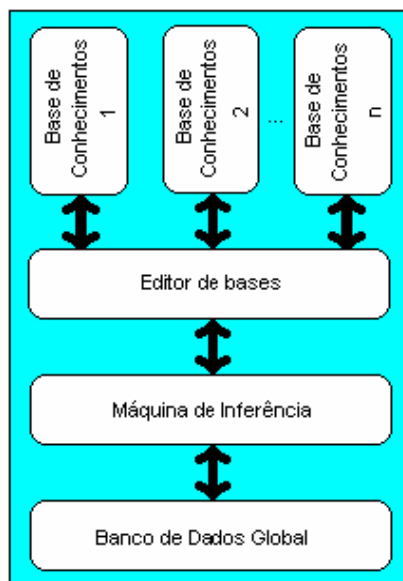 Base de
Conhecimentos
1
Base de
Conhecimentos
2
...
Base de
Conhecimentos
n
Editor de bases
Máquina de Inferência
Banco de Dados Global